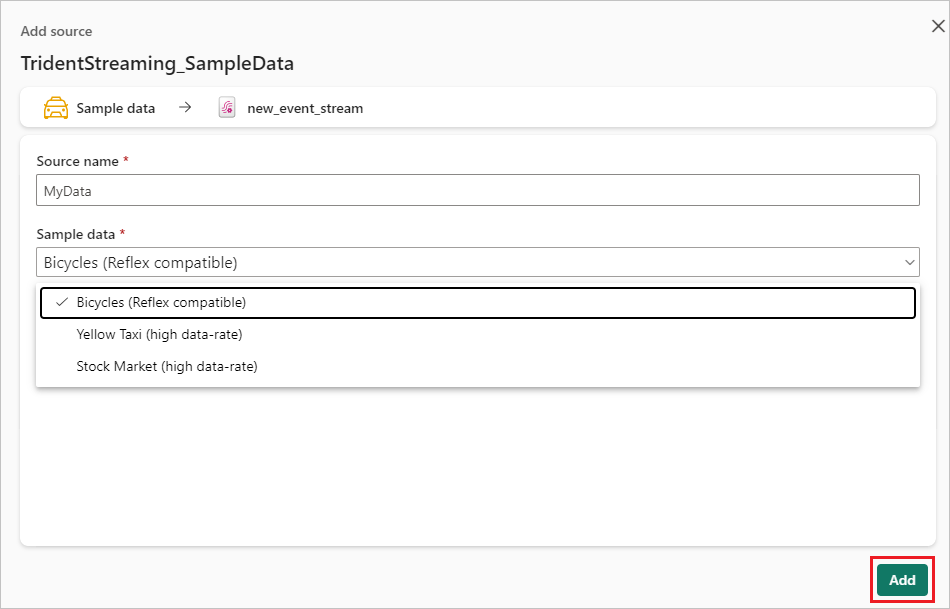 Add source
TridentStreaming_SampleData
Sample data → new_event_stream
Source name *
MyData
Sample data *
Bicycles (Reflex compatible)
Bicycles (Reflex compatible)
Yellow Taxi (high data-rate)
Stock Market (high data-rate)
Add